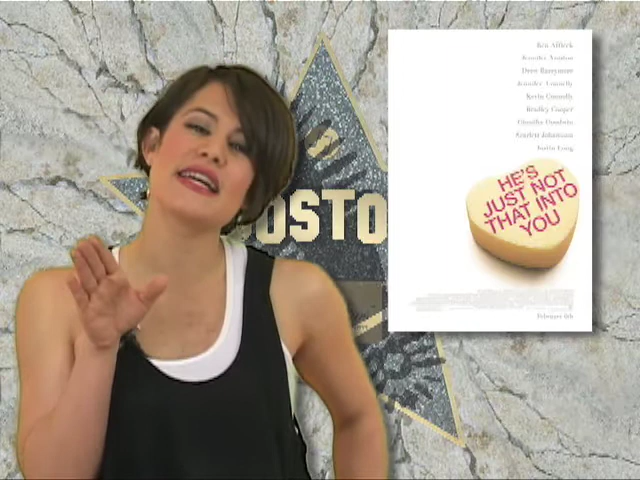 OSTO
Ben Affleck
Jennifer Aniston
Drew Barrymore
Jennifer Connelly
Kevin Connolly
Bradley Cooper
Ginnifer Goodwin
Scarlett Johansson
Justin Long
HE'S
JUST NOT
THAT INTO
YOU
February 6th